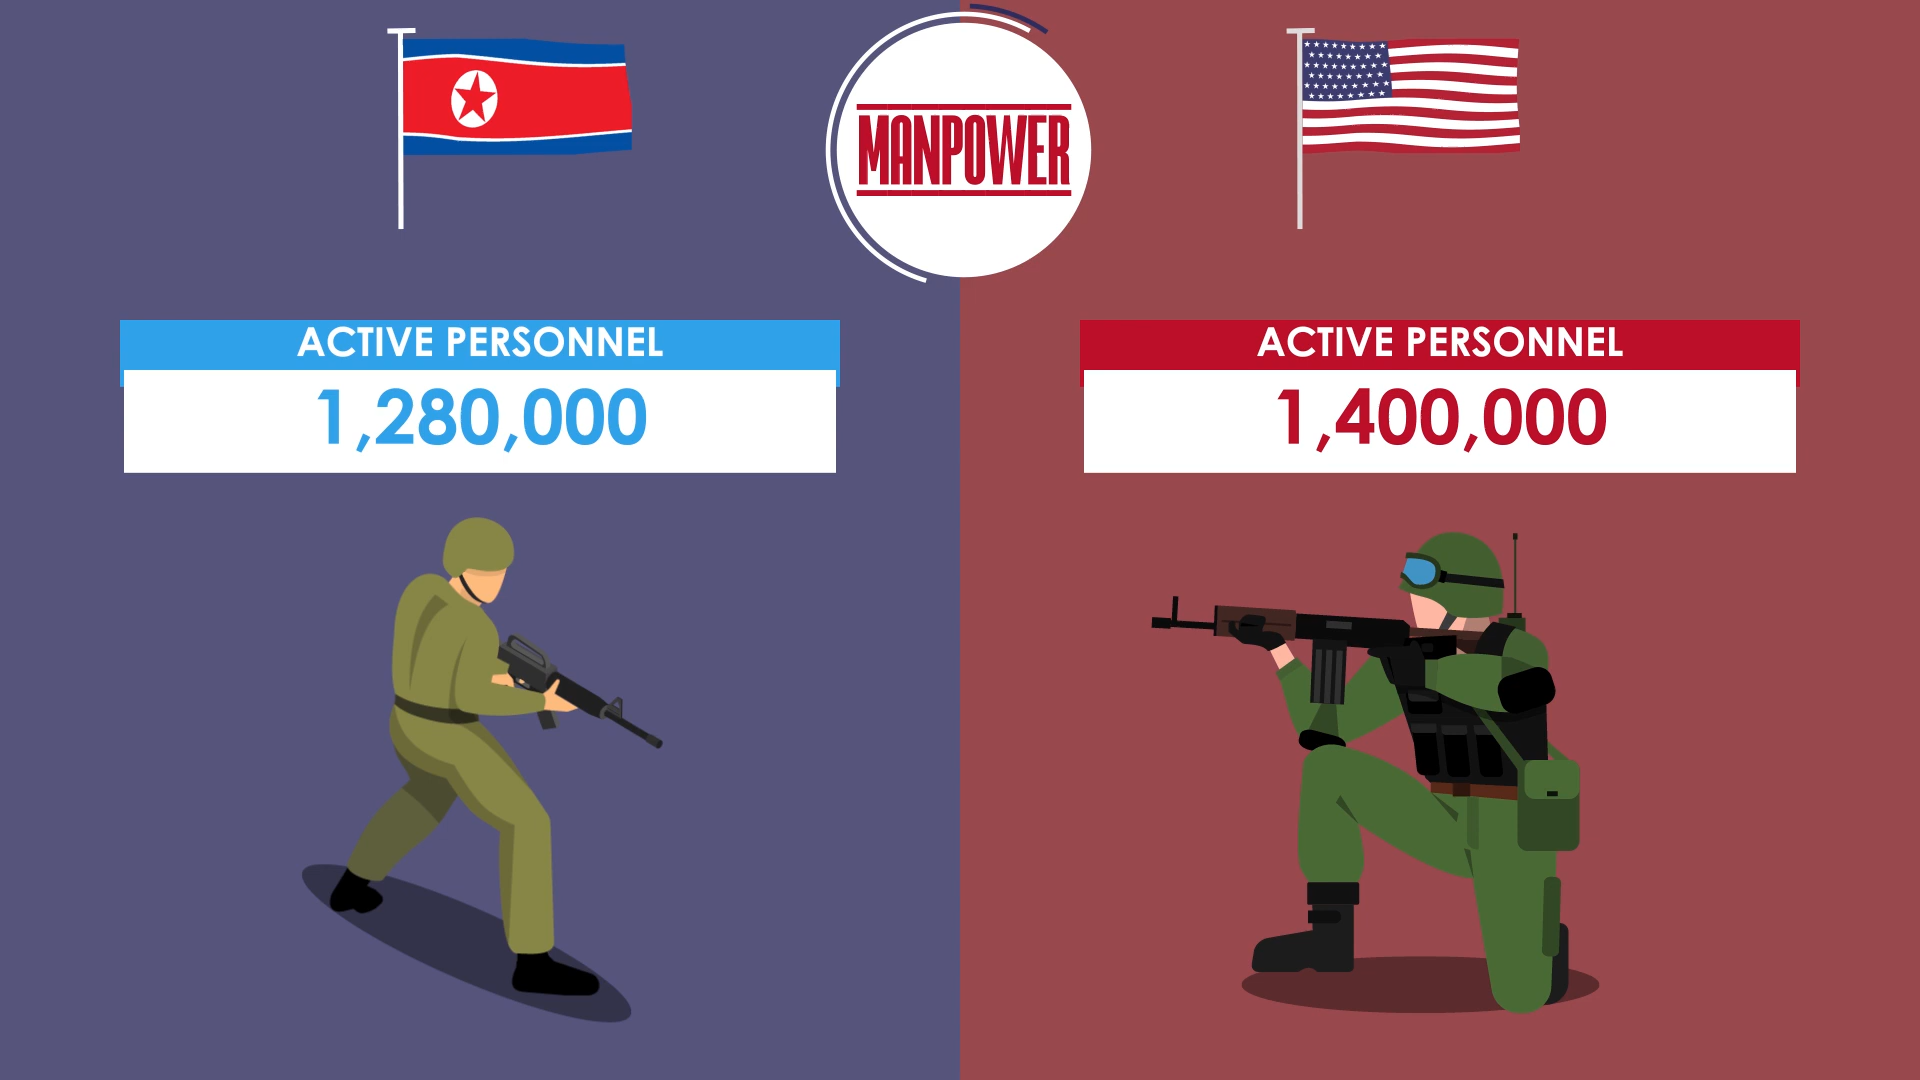 MANPOWER
ACTIVE PERSONNEL
1,280,000
ACTIVE PERSONNEL
1,400,000